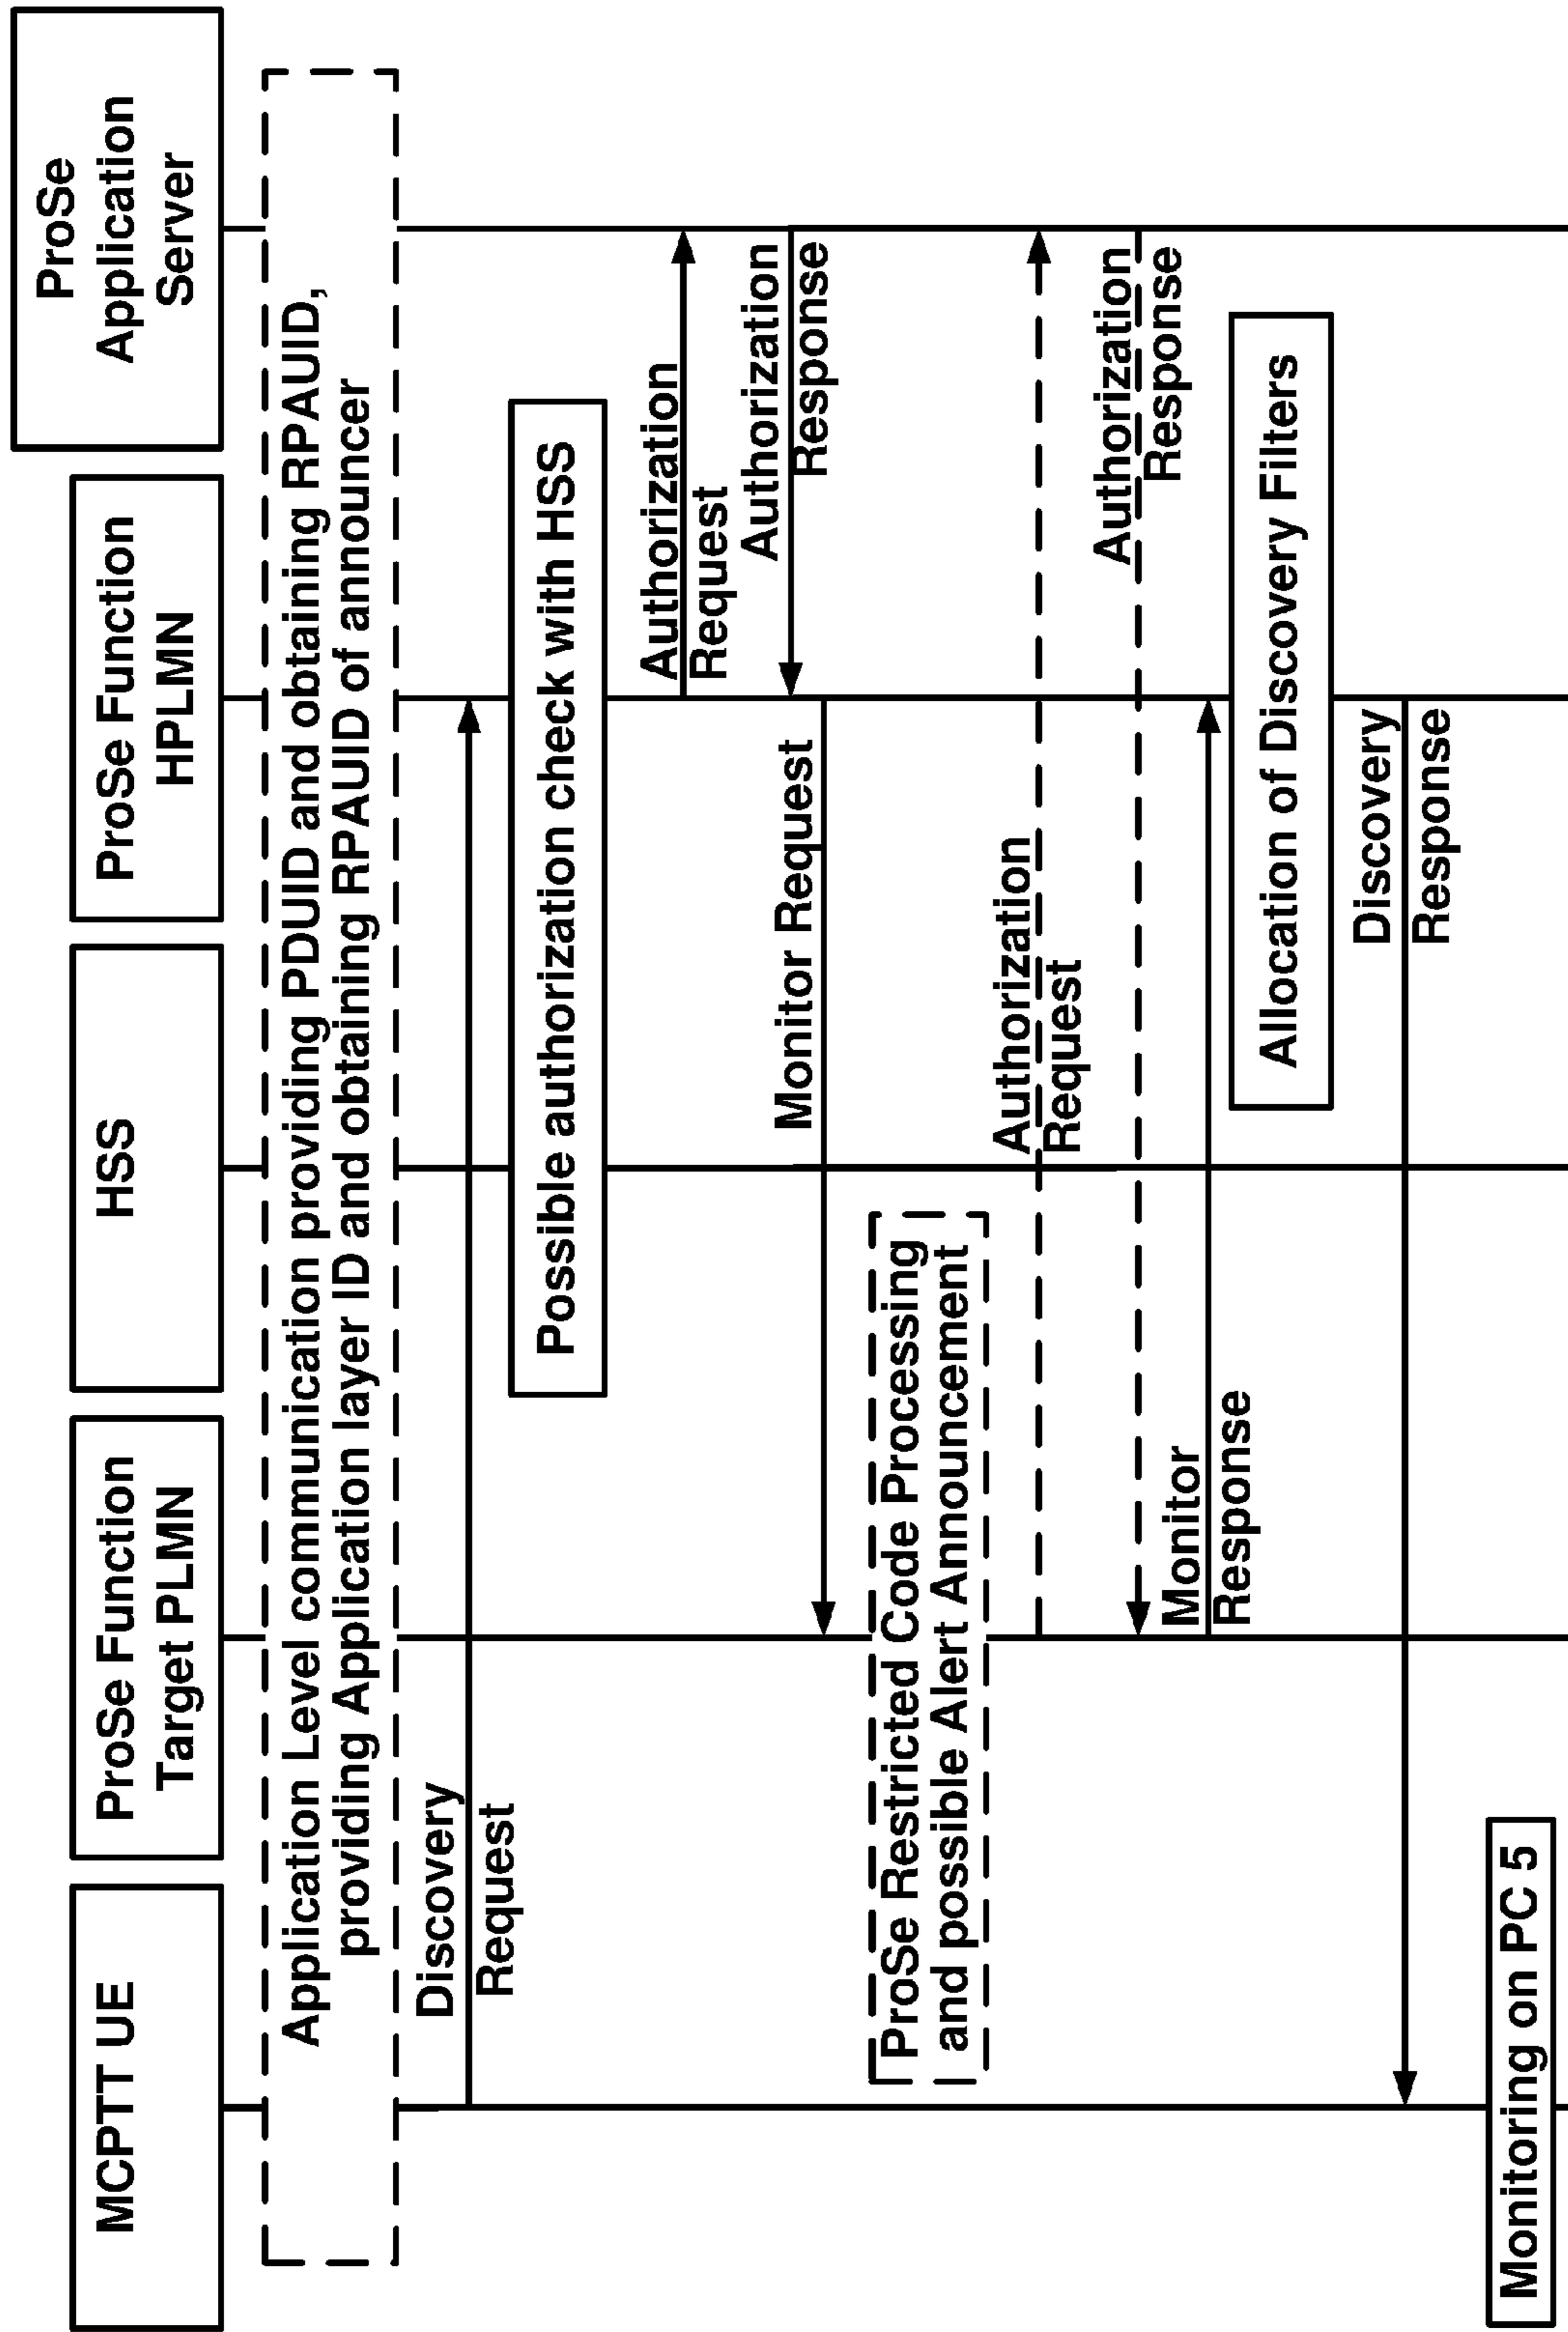 MCPTT UE
ProSe Function
Target PLMN
HSS
ProSe Function
HPLMN
ProSe
Application
Server
Application Level communication providing PDUID and obtaining RPAUID,
providing Application layer ID and obtaining RPAUID of announcer
Discovery
Request
Possible authorization check with HSS
Authorization
Request
Authorization
Response
Monitor Request
ProSe Restricted Code Processing
and possible Alert Announcement
Authorization
Request
Authorization
Response
Monitor
Response
Allocation of Discovery Filters
Discovery
Response
Monitoring on PC 5